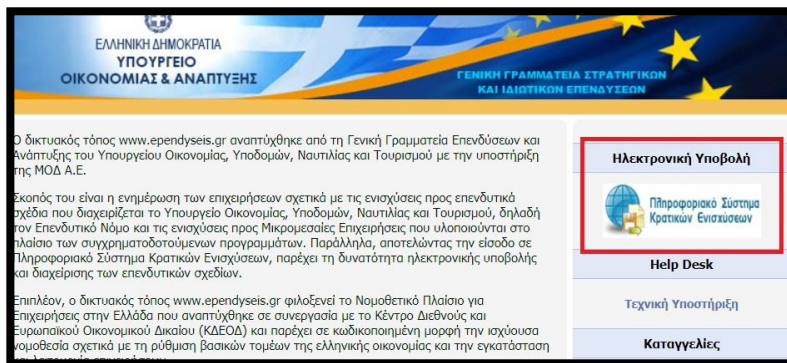 ΕΛΛΗΝΙΚΗ ΔΗΜΟΚΡΑΤΙΑ
ΥΠΟΥΡΓΕΙΟ
ΟΙΚΟΝΟΜΙΑΣ & ΑΝΑΠΤΥΞΗΣ
ΓΕΝΙΚΗ ΓΡΑΜΜΑΤΕΙΑ ΣΤΡΑΤΗΓΙΚΩΝ
ΚΑΙ ΙΔΙΩΤΙΚΩΝ ΕΠΕΝΔΥΣΕΩΝ
Ο δικτυακός τόπος www.ependyseis.gr αναπτύχθηκε από τη Γενική Γραμματεία Επενδύσεων και
Ανάπτυξης του Υπουργείου Οικονομίας, Υποδομών, Ναυτιλίας και Τουρισμού με την υποστήριξη
της ΜΟΔ Α.Ε.
Σκοπός του είναι η ενημέρωση των επιχειρήσεων σχετικά με τις ενισχύσεις προς επενδυτικά
σχέδια που διαχειρίζεται το Υπουργείο Οικονομίας, Υποδομών, Ναυτιλίας και Τουρισμού, δηλαδή
τον Επενδυτικό Νόμο και τις ενισχύσεις προς Μικρομεσαίες Επιχειρήσεις που υλοποιούνται στο
πλαίσιο των συγχρηματοδοτούμενων προγραμμάτων. Παράλληλα, αποτελώντας την είσοδο σε
Πληροφοριακό Σύστημα Κρατικών Ενισχύσεων, παρέχει τη δυνατότητα ηλεκτρονικής υποβολής
και διαχείρισης των επενδυτικών σχεδίων.
Επιπλέον, ο δικτυακός τόπος www.ependyseis.gr φιλοξενεί το Νομοθετικό Πλαίσιο για
Επιχειρήσεις στην Ελλάδα που αναπτύχθηκε σε συνεργασία με το Κέντρο Διεθνούς και
Ευρωπαϊκού Οικονομικού Δικαίου (ΚΔΕΟΔ) και παρέχει σε κωδικοποιημένη μορφή την ισχύουσα
νομοθεσία σχετικά με τη ρύθμιση βασικών τομέων της ελληνικής οικονομίας και την εγκατάσταση
Ηλεκτρονική Υποβολή
Πληροφοριακό Σύστημα
Κρατικών Ενισχύσεων
Help Desk
Τεχνική Υποστήριξη
Καταγγελίες